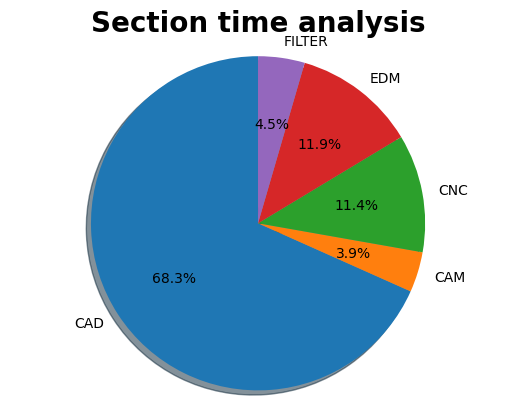 Section time analysis
FILTER
EDM
4.5%
11.9%
CNC
11.4%
3.9%
CAM
68.3%
CAD